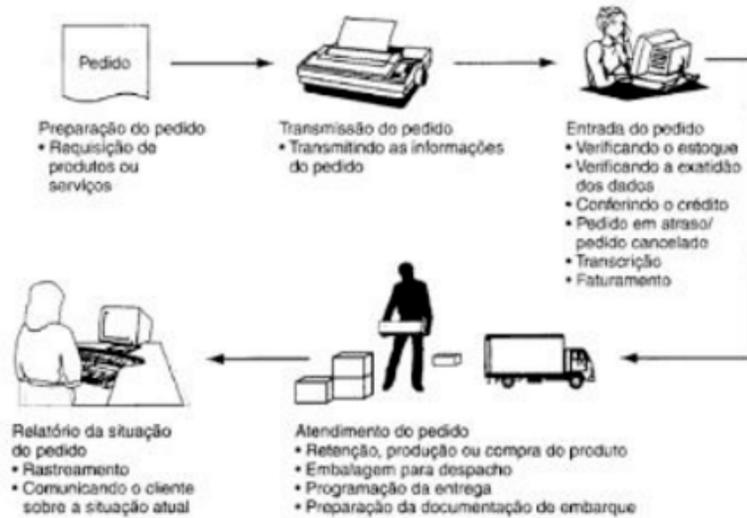 Pedido
Preparação do pedido
• Requisição de
produtos ou
serviços
Transmissão do pedido
• Transmitindo as informações
do pedido
Entrada do pedido
• Verificando o estoque
• Verificando a exatidão
dos dados
• Conferindo o crédito
• Pedido em atraso/
pedido cancelado
• Transcrição
• Faturamento
Atendimento do pedido
• Retenção, produção ou compra do produto
• Embalagem para despacho
• Programação da entrega
• Preparação da documentação de embarque
Relatório da situação
do pedido
• Rastreamento
• Comunicando o cliente
sobre a situação atual